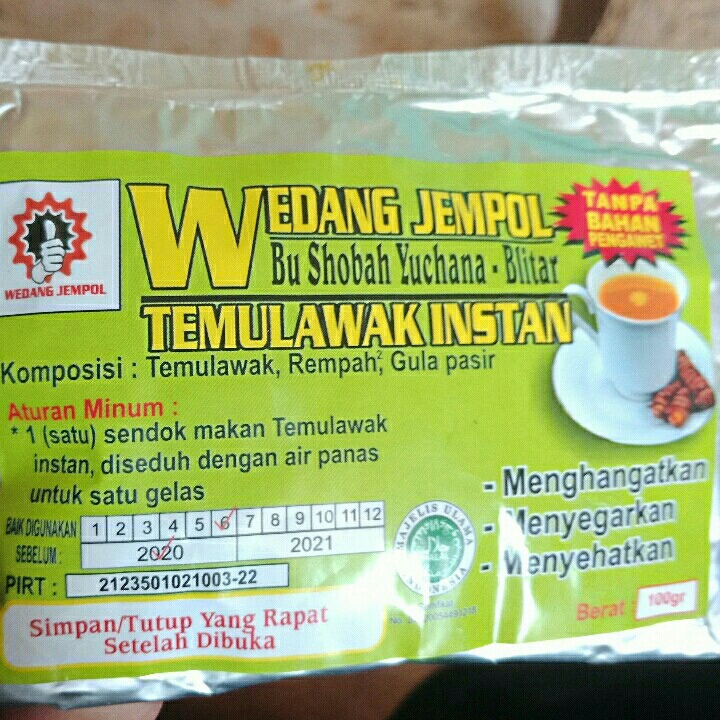 WEDANG JEMPOL
WEDANG JEMPOL
Bu Shobah Yuchana - Blitar
TEMULAWAK INSTAN
TANPA
BAHAN
PENGAWET
Komposisi : Temulawak, Rempah², Gula pasir
Aturan Minum :
* 1 (satu) sendok makan Temulawak
instan, diseduh dengan air panas
untuk satu gelas
- Menghangatkan
- Menyegarkan
- Menyehatkan
BAIK DIGUNAKAN
SEBELUM :
1 2 3 4 5 6 7 8 9 10 11 12
2020 2021
PIRT : 2123501021003-22
MAJELIS ULAMA
INDONESIA
Simpan/Tutup Yang Rapat
Setelah Dibuka
Berat : 100gr